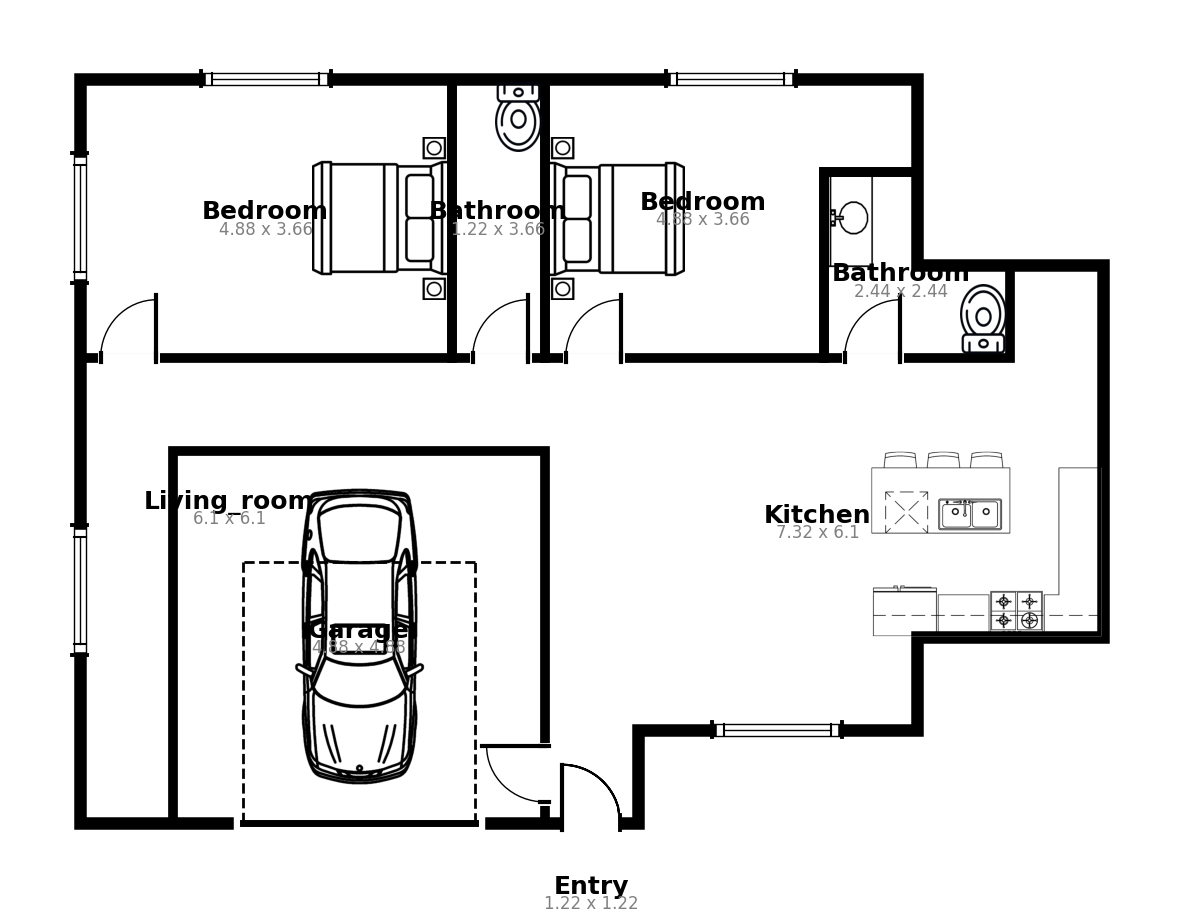 Bedroom
4.88 x 3.66
Bathroom
1.22 x 3.66
Bedroom
4.88 x 3.66
Bathroom
2.44 x 2.44
Living_room
6.1 x 6.1
Kitchen
7.32 x 6.1
Garage
4.88 x 4.88
Entry
1.22 x 1.22